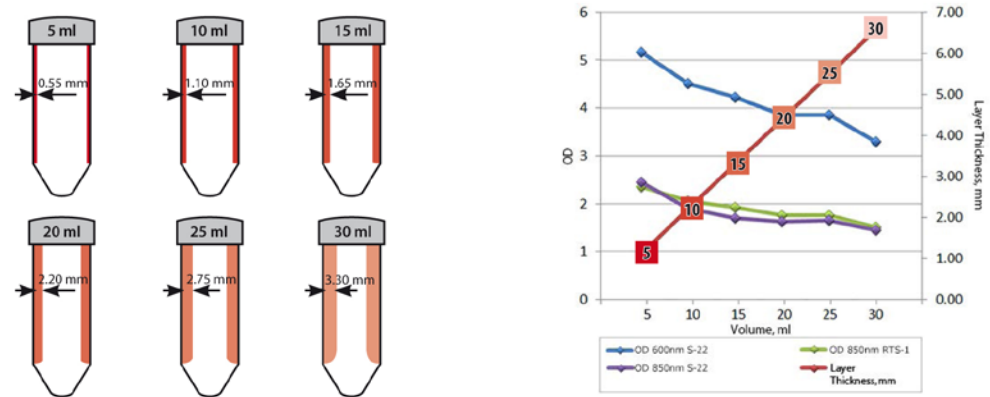 5 ml
10 ml
15 ml
0.55 mm
1.10 mm
1.65 mm
20 ml
25 ml
30 ml
2.20 mm
2.75 mm
3.30 mm
6
5
4
3
2
1
0
OD
7.00
6.00
5.00
4.00
3.00
2.00
1.00
0.00
Layer Thickness, mm
30
25
20
15
10
5
5 10 15 20 25 30
Volume, ml
OD 600nm S-22
OD 850nm RTS-1
OD 850nm S-22
Layer
Thickness, mm